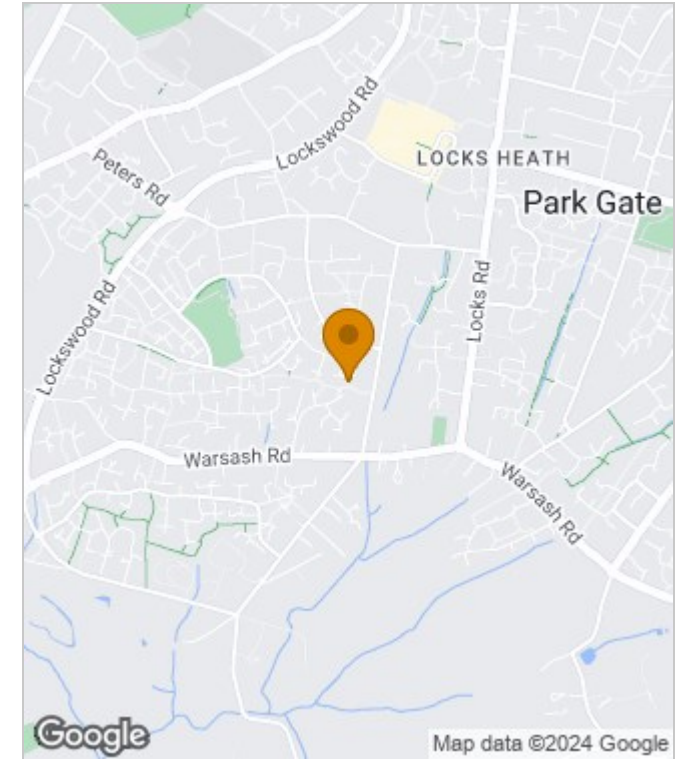 Lockswood Rd
LOCKS HEATH
Peters Rd
Park Gate
Locks Rd
Lockswood Rd
Warsash Rd
Warsash Rd
Google
Map data ©2024 Google